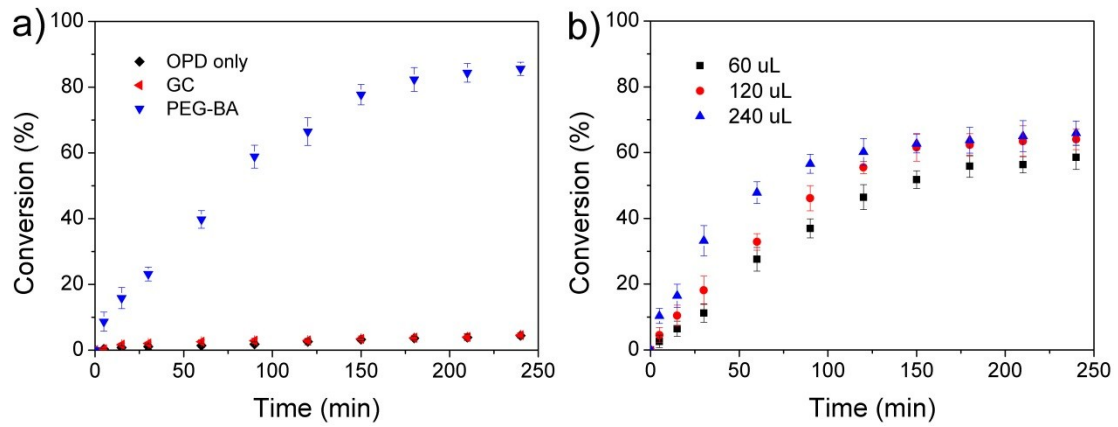 a)
OPD only
GC
PEG-BA
Conversion (%)
100
80
60
40
20
0
0 50 100 150 200 250
Time (min)
b)
60 uL
120 uL
240 uL
Conversion (%)
100
80
60
40
20
0
0 50 100 150 200 250
Time (min)